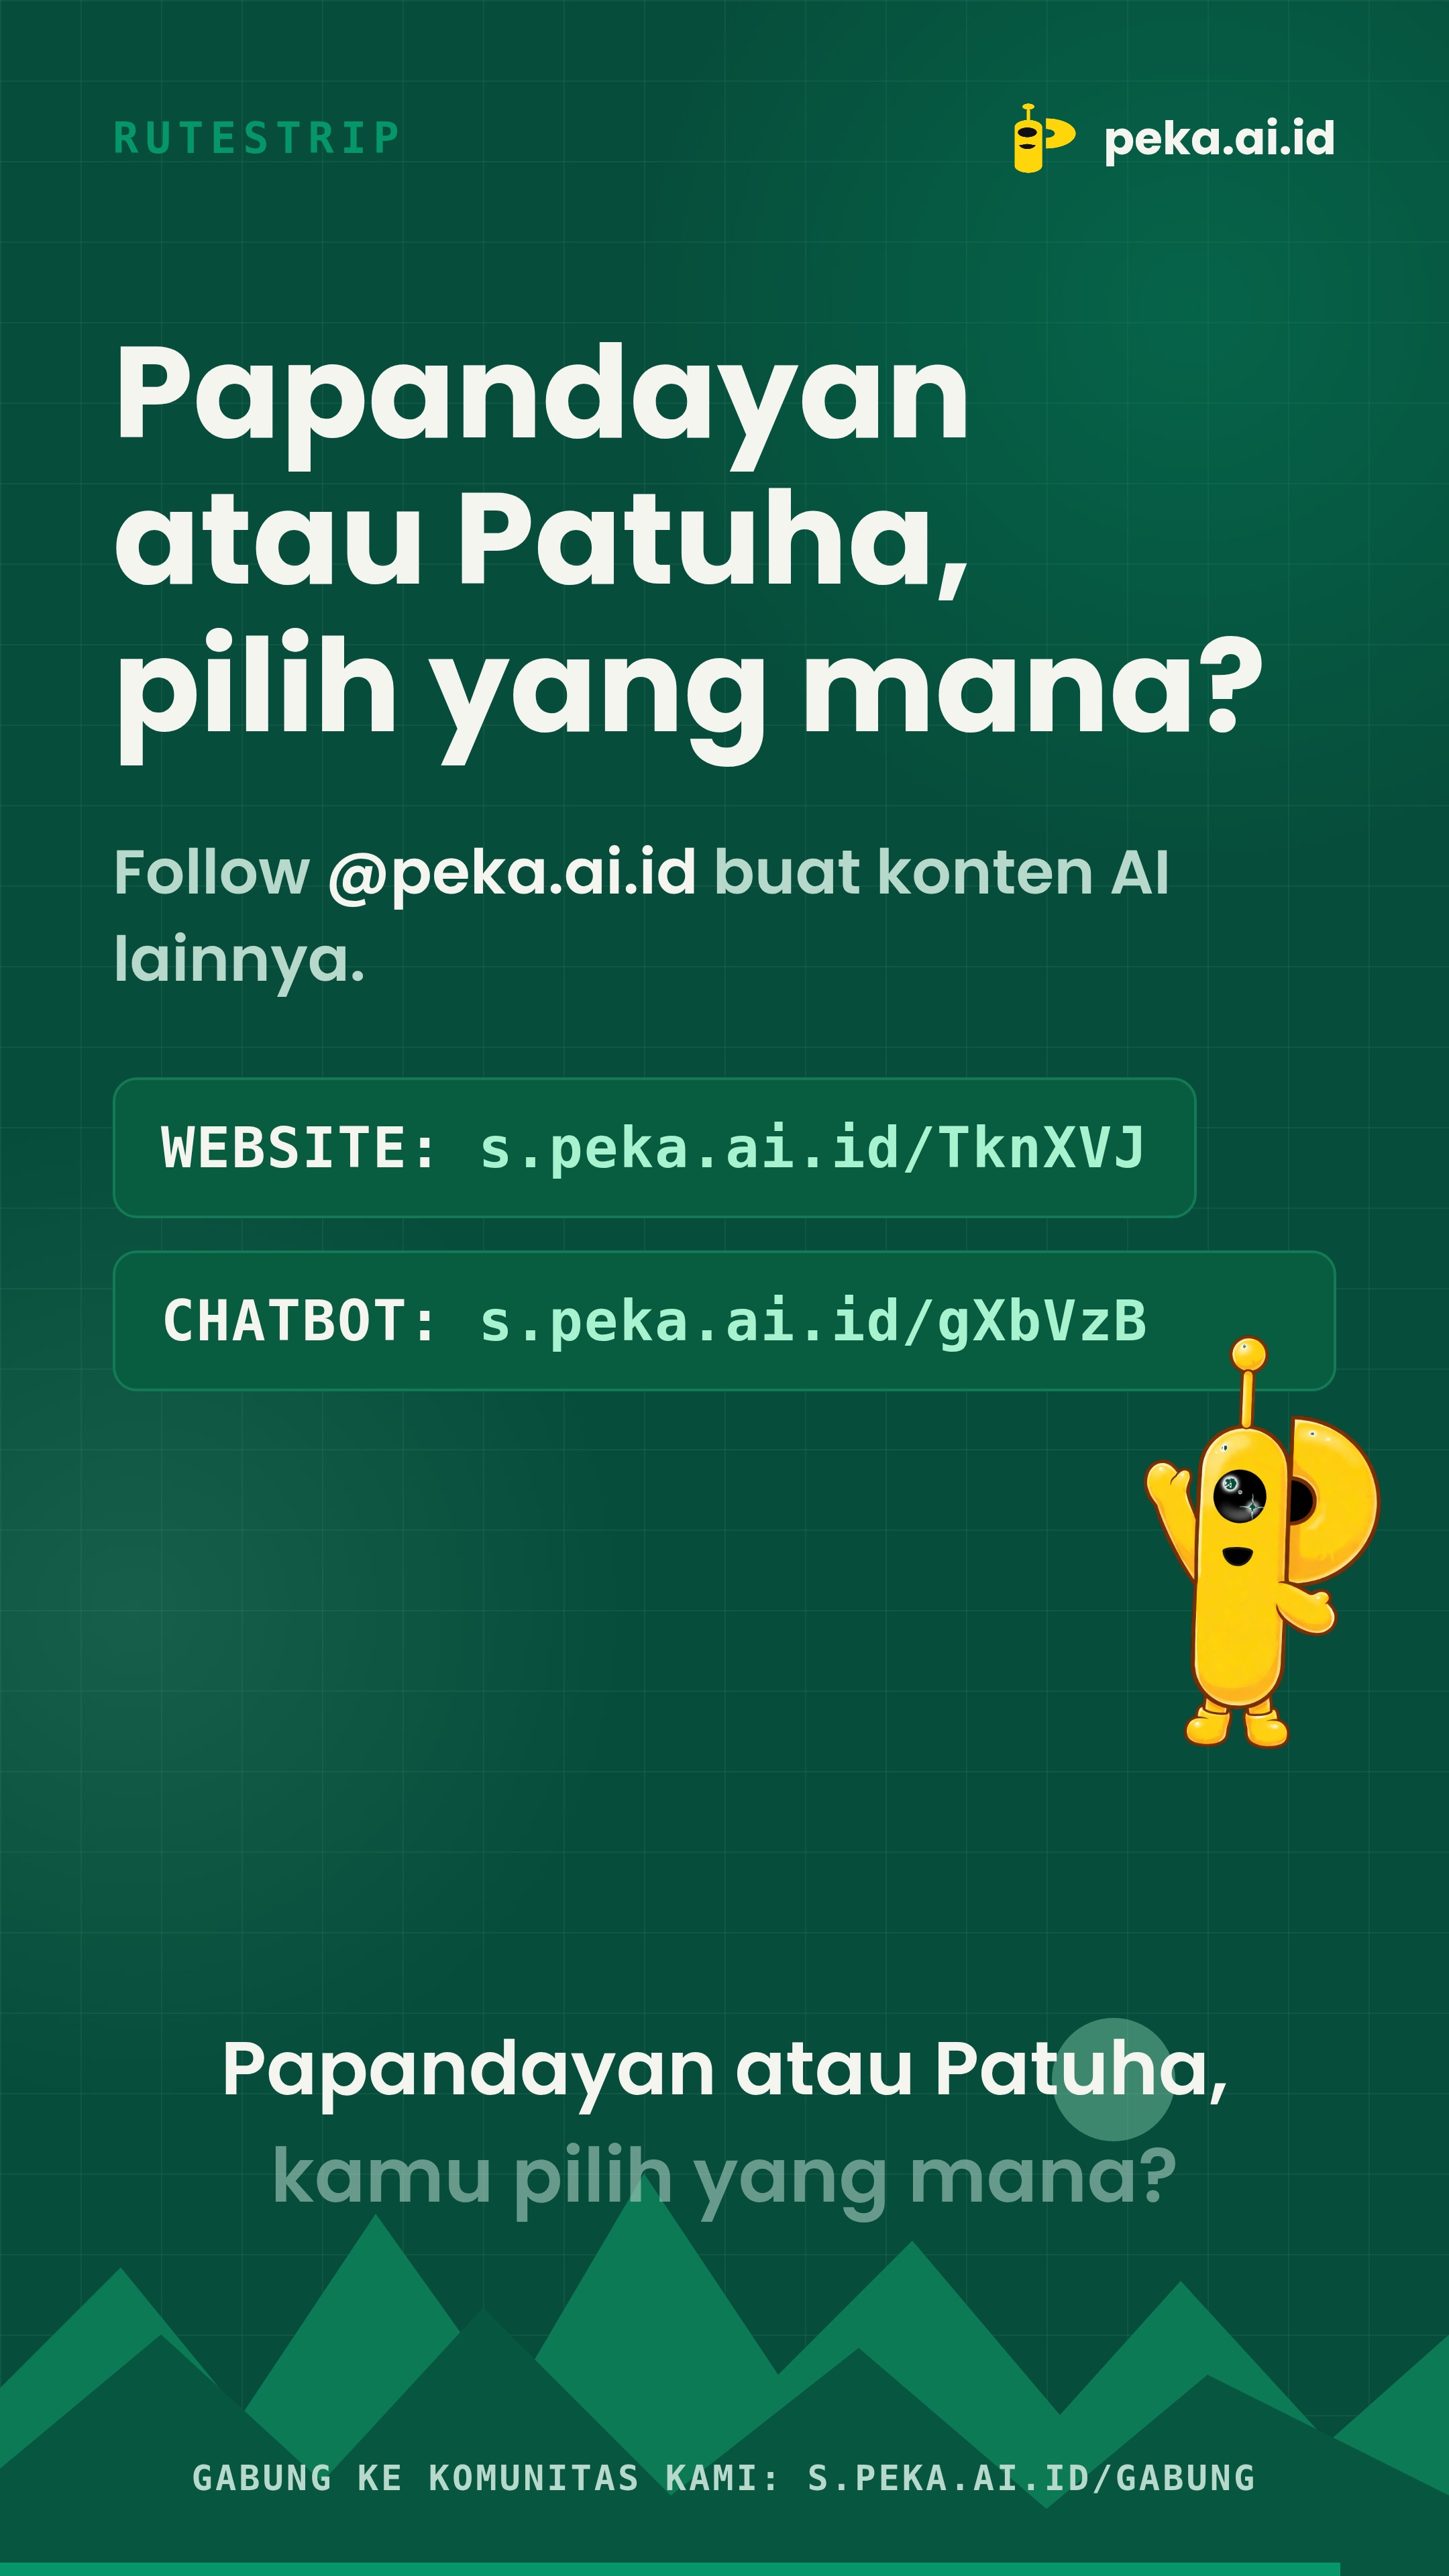 RUTESTRIP
peka.ai.id
Papandayan
atau Patuha,
pilih yang mana?
Follow @peka.ai.id buat konten AI
lainnya.
WEBSITE: s.peka.ai.id/TknXVJ
CHATBOT: s.peka.ai.id/gXbVzB
Papandayan atau Patuha,
kamu pilih yang mana?
GABUNG KE KOMUNITAS KAMI: S.PEKA.AI.ID/GABUNG